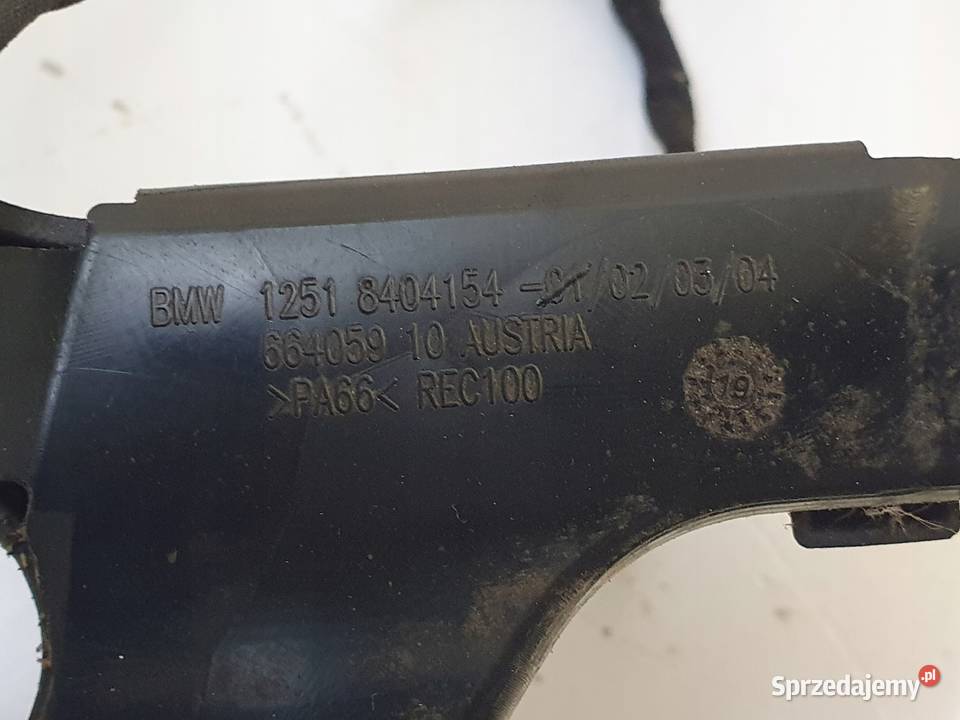 BMW 1251 8404154-01/02/03/04
664059 10 AUSTRIA
>PA66< REC100
19
Sprzedajemy.pl